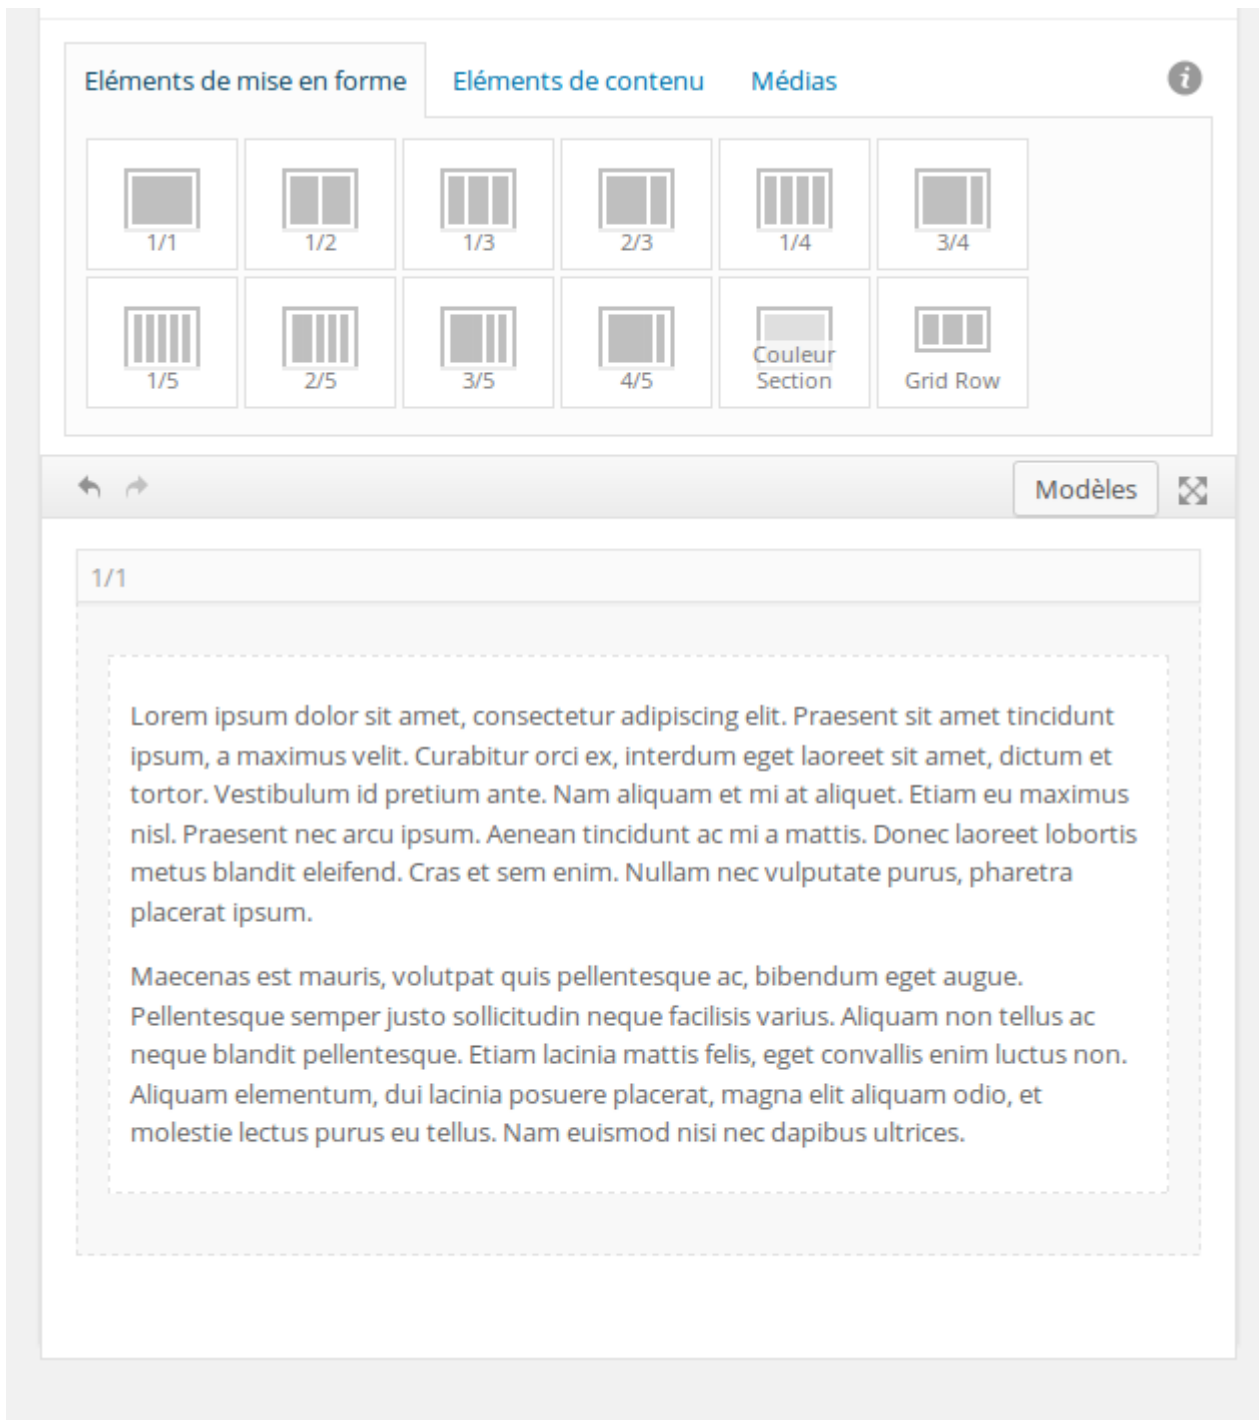 Eléments de mise en forme Eléments de contenu Médias i
1/1 1/2 1/3 2/3 1/4 3/4
1/5 2/5 3/5 4/5 Couleur Section Grid Row
Modèles
1/1
Lorem ipsum dolor sit amet, consectetur adipiscing elit. Praesent sit amet tincidunt
ipsum, a maximus velit. Curabitur orci ex, interdum eget laoreet sit amet, dictum et
tortor. Vestibulum id pretium ante. Nam aliquam et mi at aliquet. Etiam eu maximus
nisl. Praesent nec arcu ipsum. Aenean tincidunt ac mi a mattis. Donec laoreet lobortis
metus blandit eleifend. Cras et sem enim. Nullam nec vulputate purus, pharetra
placerat ipsum.
Maecenas est mauris, volutpat quis pellentesque ac, bibendum eget augue.
Pellentesque semper justo sollicitudin neque facilisis varius. Aliquam non tellus ac
neque blandit pellentesque. Etiam lacinia mattis felis, eget convallis enim luctus non.
Aliquam elementum, dui lacinia posuere placerat, magna elit aliquam odio, et
molestie lectus purus eu tellus. Nam euismod nisi nec dapibus ultrices.